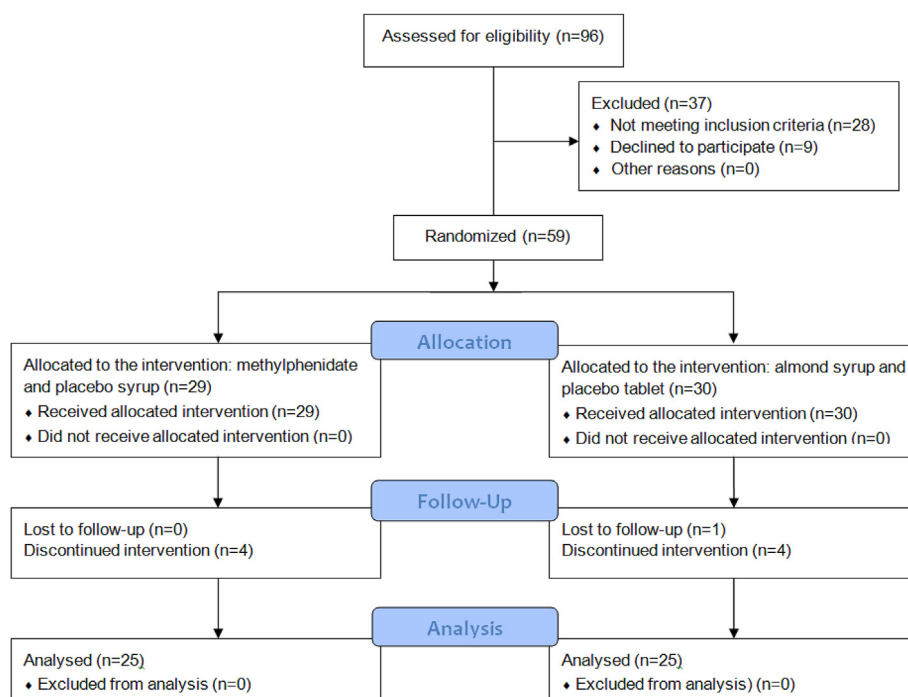 Assessed for eligibility (n=96)
Excluded (n=37)
♦ Not meeting inclusion criteria (n=28)
♦ Declined to participate (n=9)
♦ Other reasons (n=0)
Randomized (n=59)
Allocation
Allocated to the intervention: methylphenidate
and placebo syrup (n=29)
♦ Received allocated intervention (n=29)
♦ Did not receive allocated intervention (n=0)
Allocated to the intervention: almond syrup and
placebo tablet (n=30)
♦ Received allocated intervention (n=30)
♦ Did not receive allocated intervention (n=0)
Follow-Up
Lost to follow-up (n=0)
Discontinued intervention (n=4)
Lost to follow-up (n=1)
Discontinued intervention (n=4)
Analysis
Analysed (n=25)
♦ Excluded from analysis (n=0)
Analysed (n=25)
♦ Excluded from analysis) (n=0)